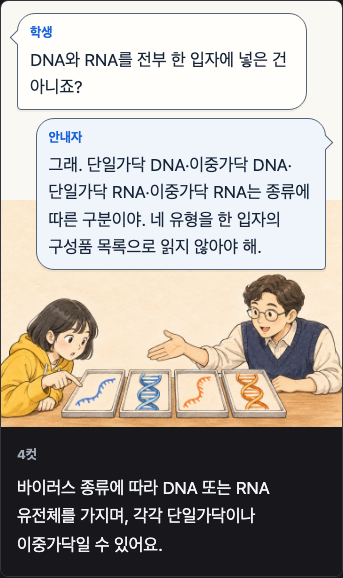 학생
DNA와 RNA를 전부 한 입자에 넣은 건
아니죠?
안내자
그래. 단일가닥 DNA·이중가닥 DNA·
단일가닥 RNA·이중가닥 RNA는 종류에
따른 구분이야. 네 유형을 한 입자의
구성품 목록으로 읽지 않아야 해.
4컷
바이러스 종류에 따라 DNA 또는 RNA
유전체를 가지며, 각각 단일가닥이나
이중가닥일 수 있어요.